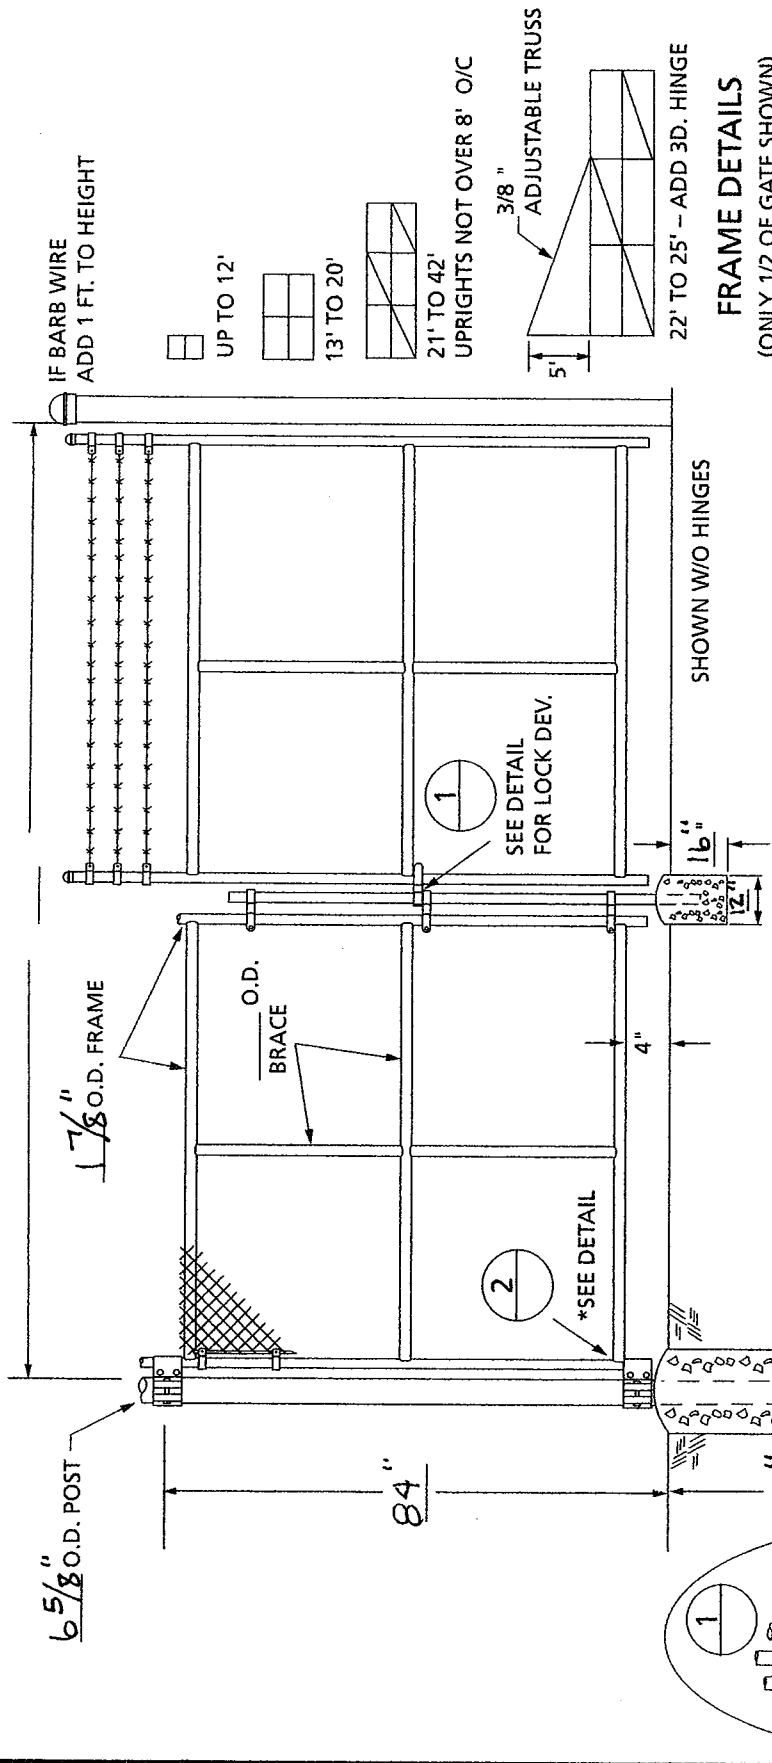 6 5/8" O.D. POST
1 7/8" O.D. FRAME
IF BARB WIRE
ADD 1 FT. TO HEIGHT
O.D.
BRACE
84"
2
*SEE DETAIL
1
SEE DETAIL
FOR LOCK DEV.
4"
16"
12"
SHOWN W/O HINGES
1
"
UP TO 12'
13' TO 20'
21' TO 42'
UPRIGHTS NOT OVER 8' O/C
3/8"
ADJUSTABLE TRUSS
5'
22' TO 25' – ADD 3D. HINGE
FRAME DETAILS
(ONLY 1/2 OF GATE SHOWN)